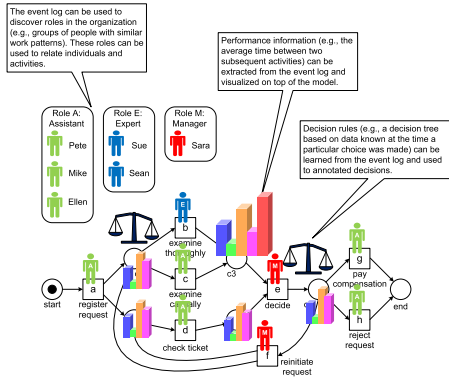 The event log can be used to
discover roles in the organization
(e.g., groups of people with similar
work patterns). These roles can
be used to relate individuals and
activities.
Performance information (e.g., the
average time between two
subsequent activities) can be
extracted from the event log and
visualized on top of the model.
Decision rules (e.g., a decision tree
based on data known at the time a
particular choice was made) can be
learned from the event log and used
to annotated decisions.
Role A:
Assistant
Pete
Mike
Ellen
Role E:
Expert
Sue
Sean
Role M:
Manager
Sara
E
b
examine
thoroughly
A
g
pay
compensation
c3
A
c
examine
M
e
decide
A
a
register
request
start
end
A
d
check ticket
A
h
reject
request
M
f
reinitiate
request